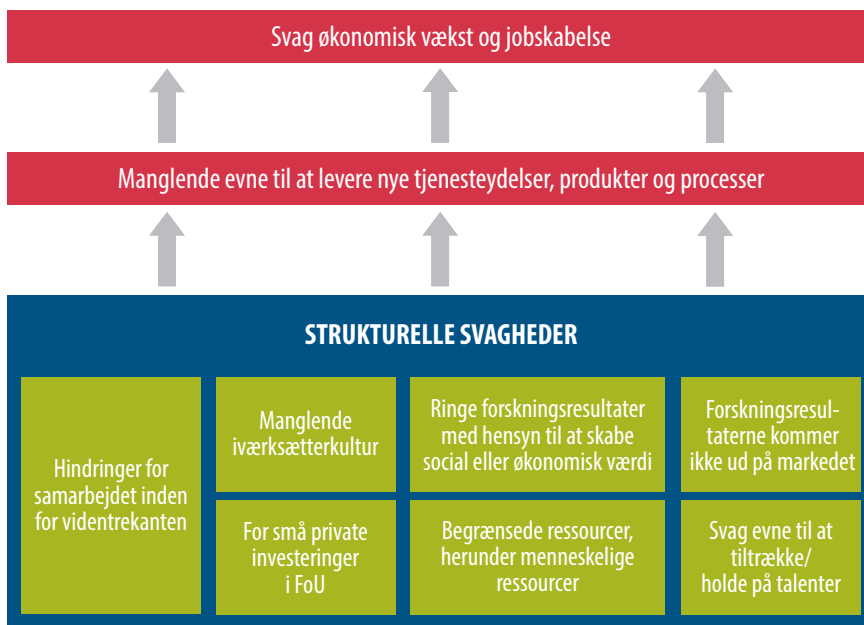 Svag økonomisk vækst og jobskabelse
Manglende evne til at levere nye tjenesteydelser, produkter og processer
STRUKTURELLE SVAGHEDER
Hindringer for
samarbejdet inden
for videntrekanten
Manglende
iværksætterkultur
Ringe forskningsresultater
med hensyn til at skabe
social eller økonomisk værdi
Forskningsresul-
taterne kommer
ikke ud på markedet
For små private
investeringer
i FoU
Begrænsede ressourcer,
herunder menneskelige
ressourcer
Svag evne til at
tiltrække/
holde på talenter